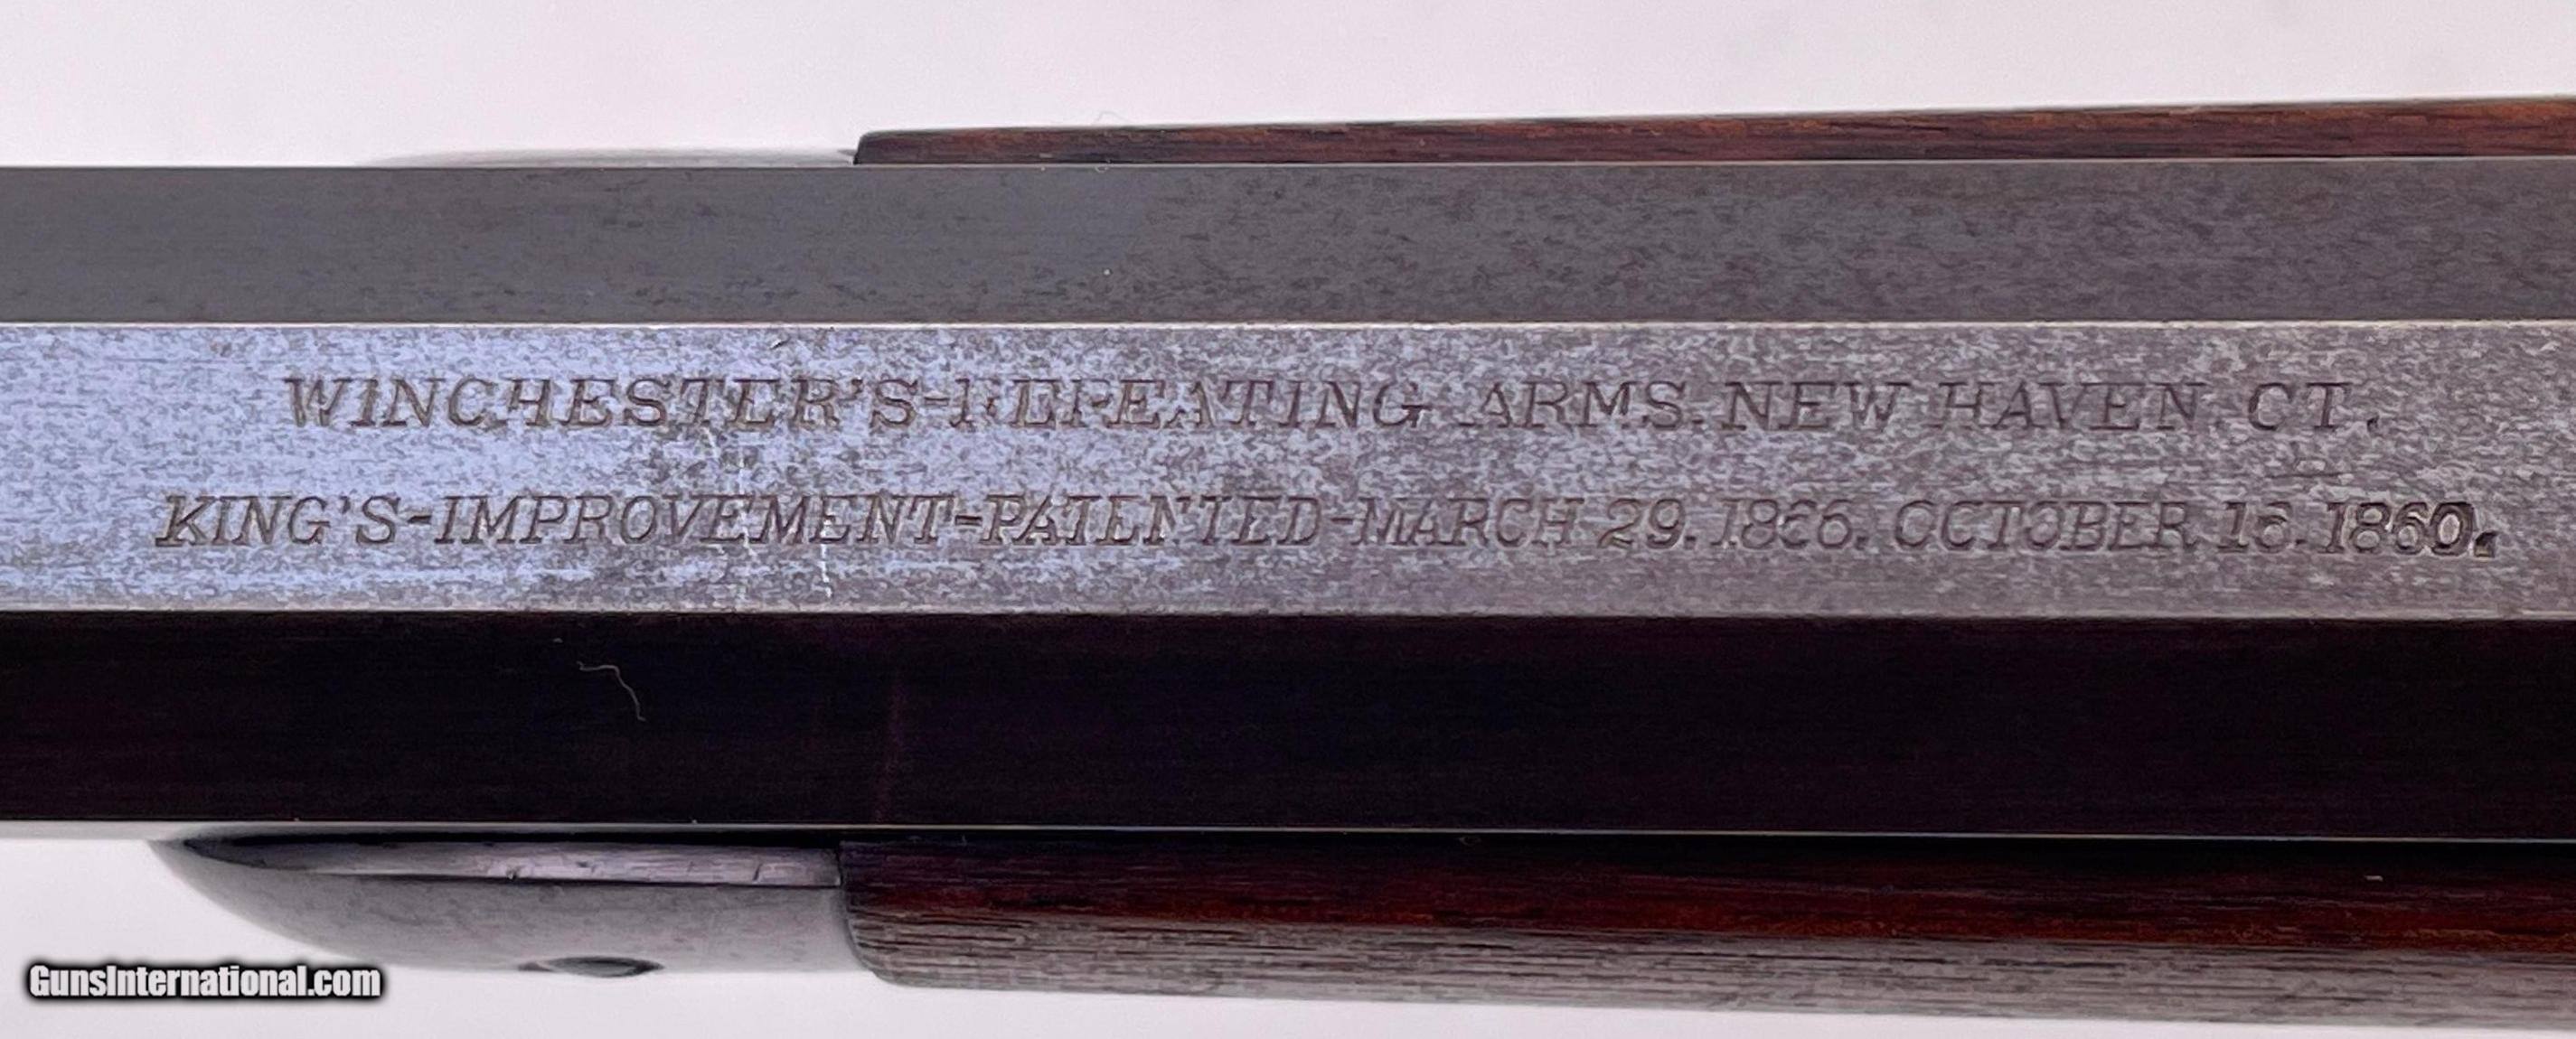 WINCHESTER'S-REPEATING ARMS. NEW HAVEN. CT.
KING'S-IMPROVEMENT-PATENTED-MARCH 29. 1866. OCTOBER 16. 1860.
GunsInternational.com